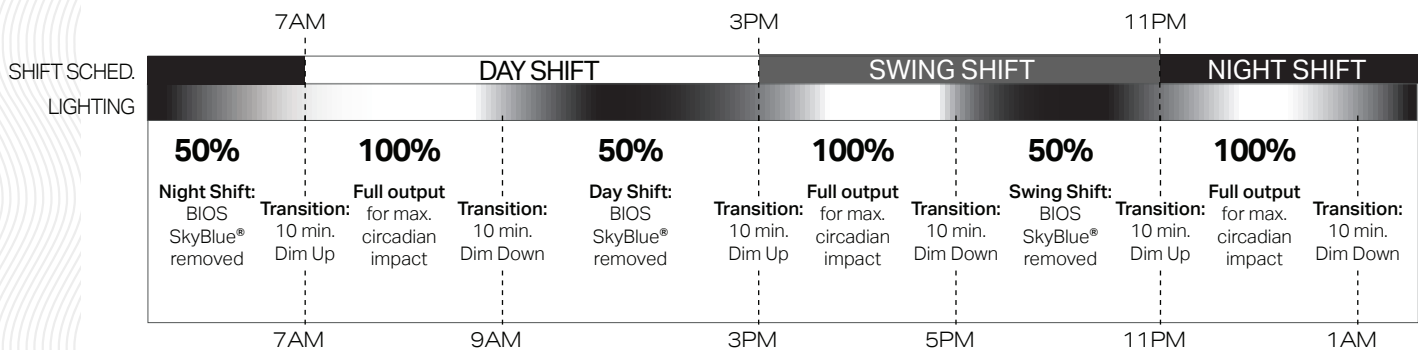 7AM
3PM
11PM
SHIFT SCHED.
DAY SHIFT
SWING SHIFT
NIGHT SHIFT
LIGHTING
50%
Night Shift:
BIOS
SkyBlue®
removed
Transition:
10 min.
Dim Up
100%
Full output
for max.
circadian
impact
Transition:
10 min.
Dim Down
50%
Day Shift:
BIOS
SkyBlue®
removed
Transition:
10 min.
Dim Up
100%
Full output
for max.
circadian
impact
Transition:
10 min.
Dim Down
50%
Swing Shift:
BIOS
SkyBlue®
removed
Transition:
10 min.
Dim Up
100%
Full output
for max.
circadian
impact
Transition:
10 min.
Dim Down
7AM
9AM
3PM
5PM
11PM
1AM